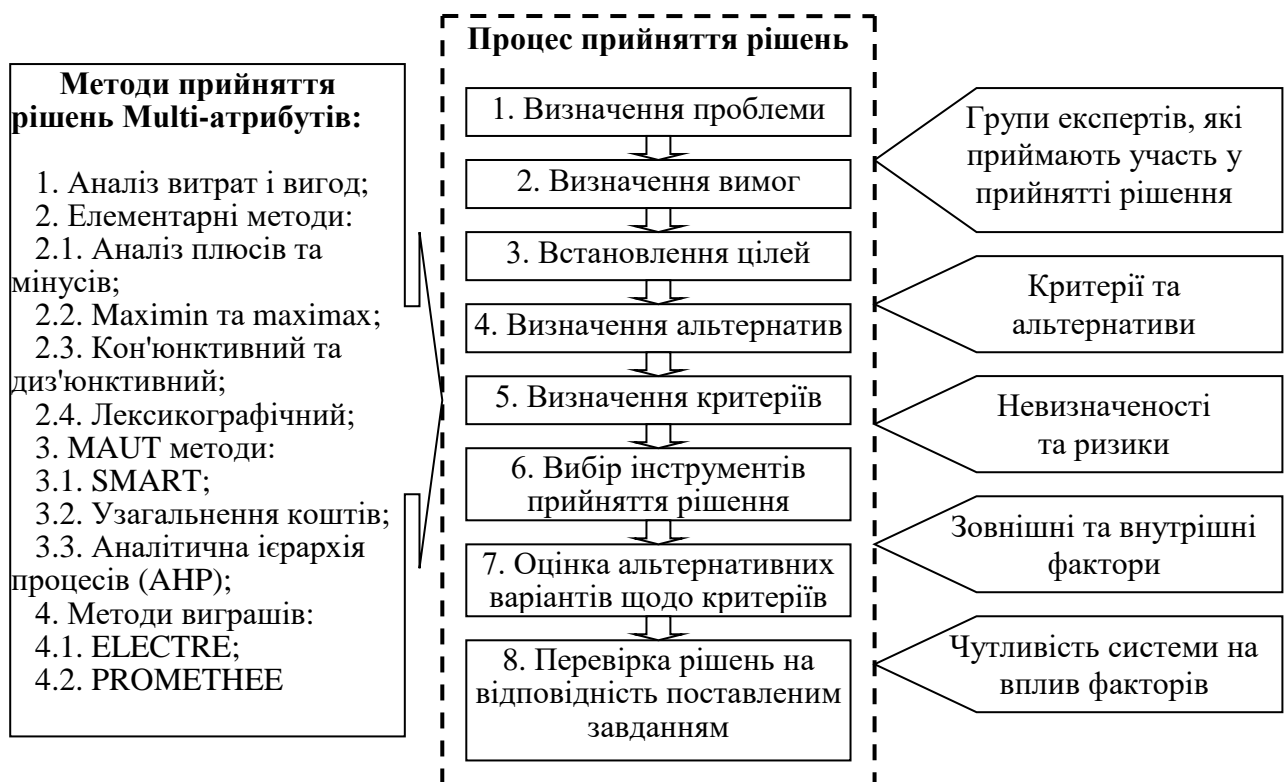 Методи прийняття
рішень Multi-атрибутів:
1. Аналіз витрат і вигод;
2. Елементарні методи:
2.1. Аналіз плюсів та
мінусів;
2.2. Maximin та maximax;
2.3. Кон'юнктивний та
диз'юнктивний;
2.4. Лексикографічний;
3. MAUT методи:
3.1. SMART;
3.2. Узагальнення коштів;
3.3. Аналітична ієрархія
процесів (AHP);
4. Методи виграшів:
4.1. ELECTRE;
4.2. PROMETHEE
Процес прийняття рішень
1. Визначення проблеми
2. Визначення вимог
3. Встановлення цілей
4. Визначення альтернатив
5. Визначення критеріїв
6. Вибір інструментів
прийняття рішення
7. Оцінка альтернативних
варіантів щодо критеріїв
8. Перевірка рішень на
відповідність поставленим
завданням
Групи експертів, які
приймають участь у
прийнятті рішення
Критерії та
альтернативи
Невизначеності
та ризики
Зовнішні та внутрішні
фактори
Чутливість системи на
вплив факторів